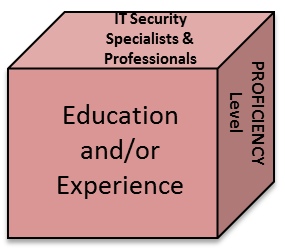 IT Security
Specialists &
Professionals
Education
and/or
Experience
PROFICIENCY
Level